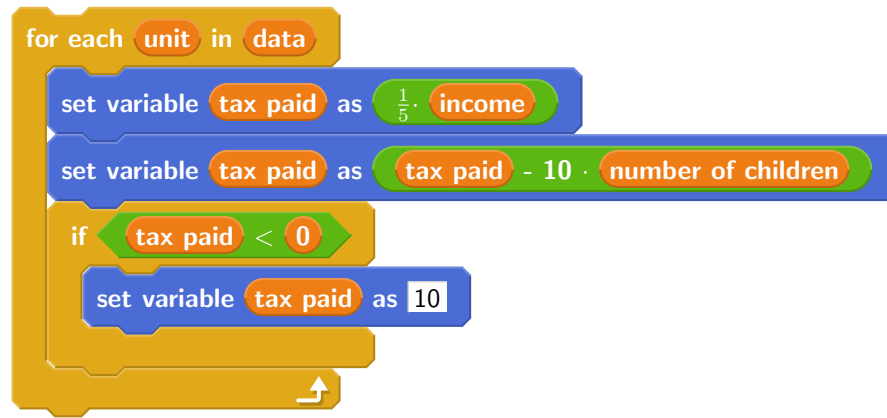 for each unit in data
set variable tax paid as 1/5 · income
set variable tax paid as tax paid - 10 · number of children
if tax paid < 0
set variable tax paid as 10